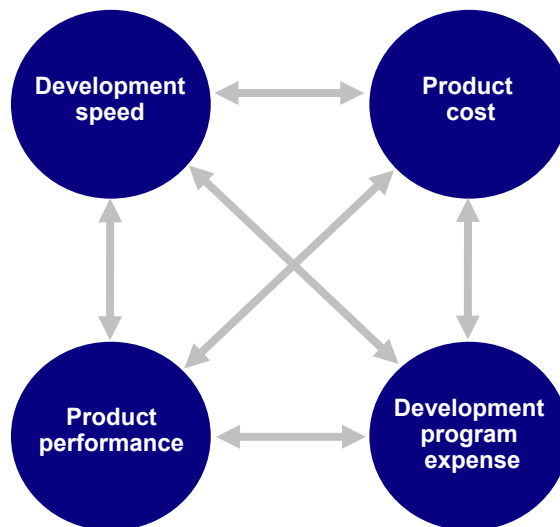 Development
speed
Product
cost
Product
performance
Development
program
expense